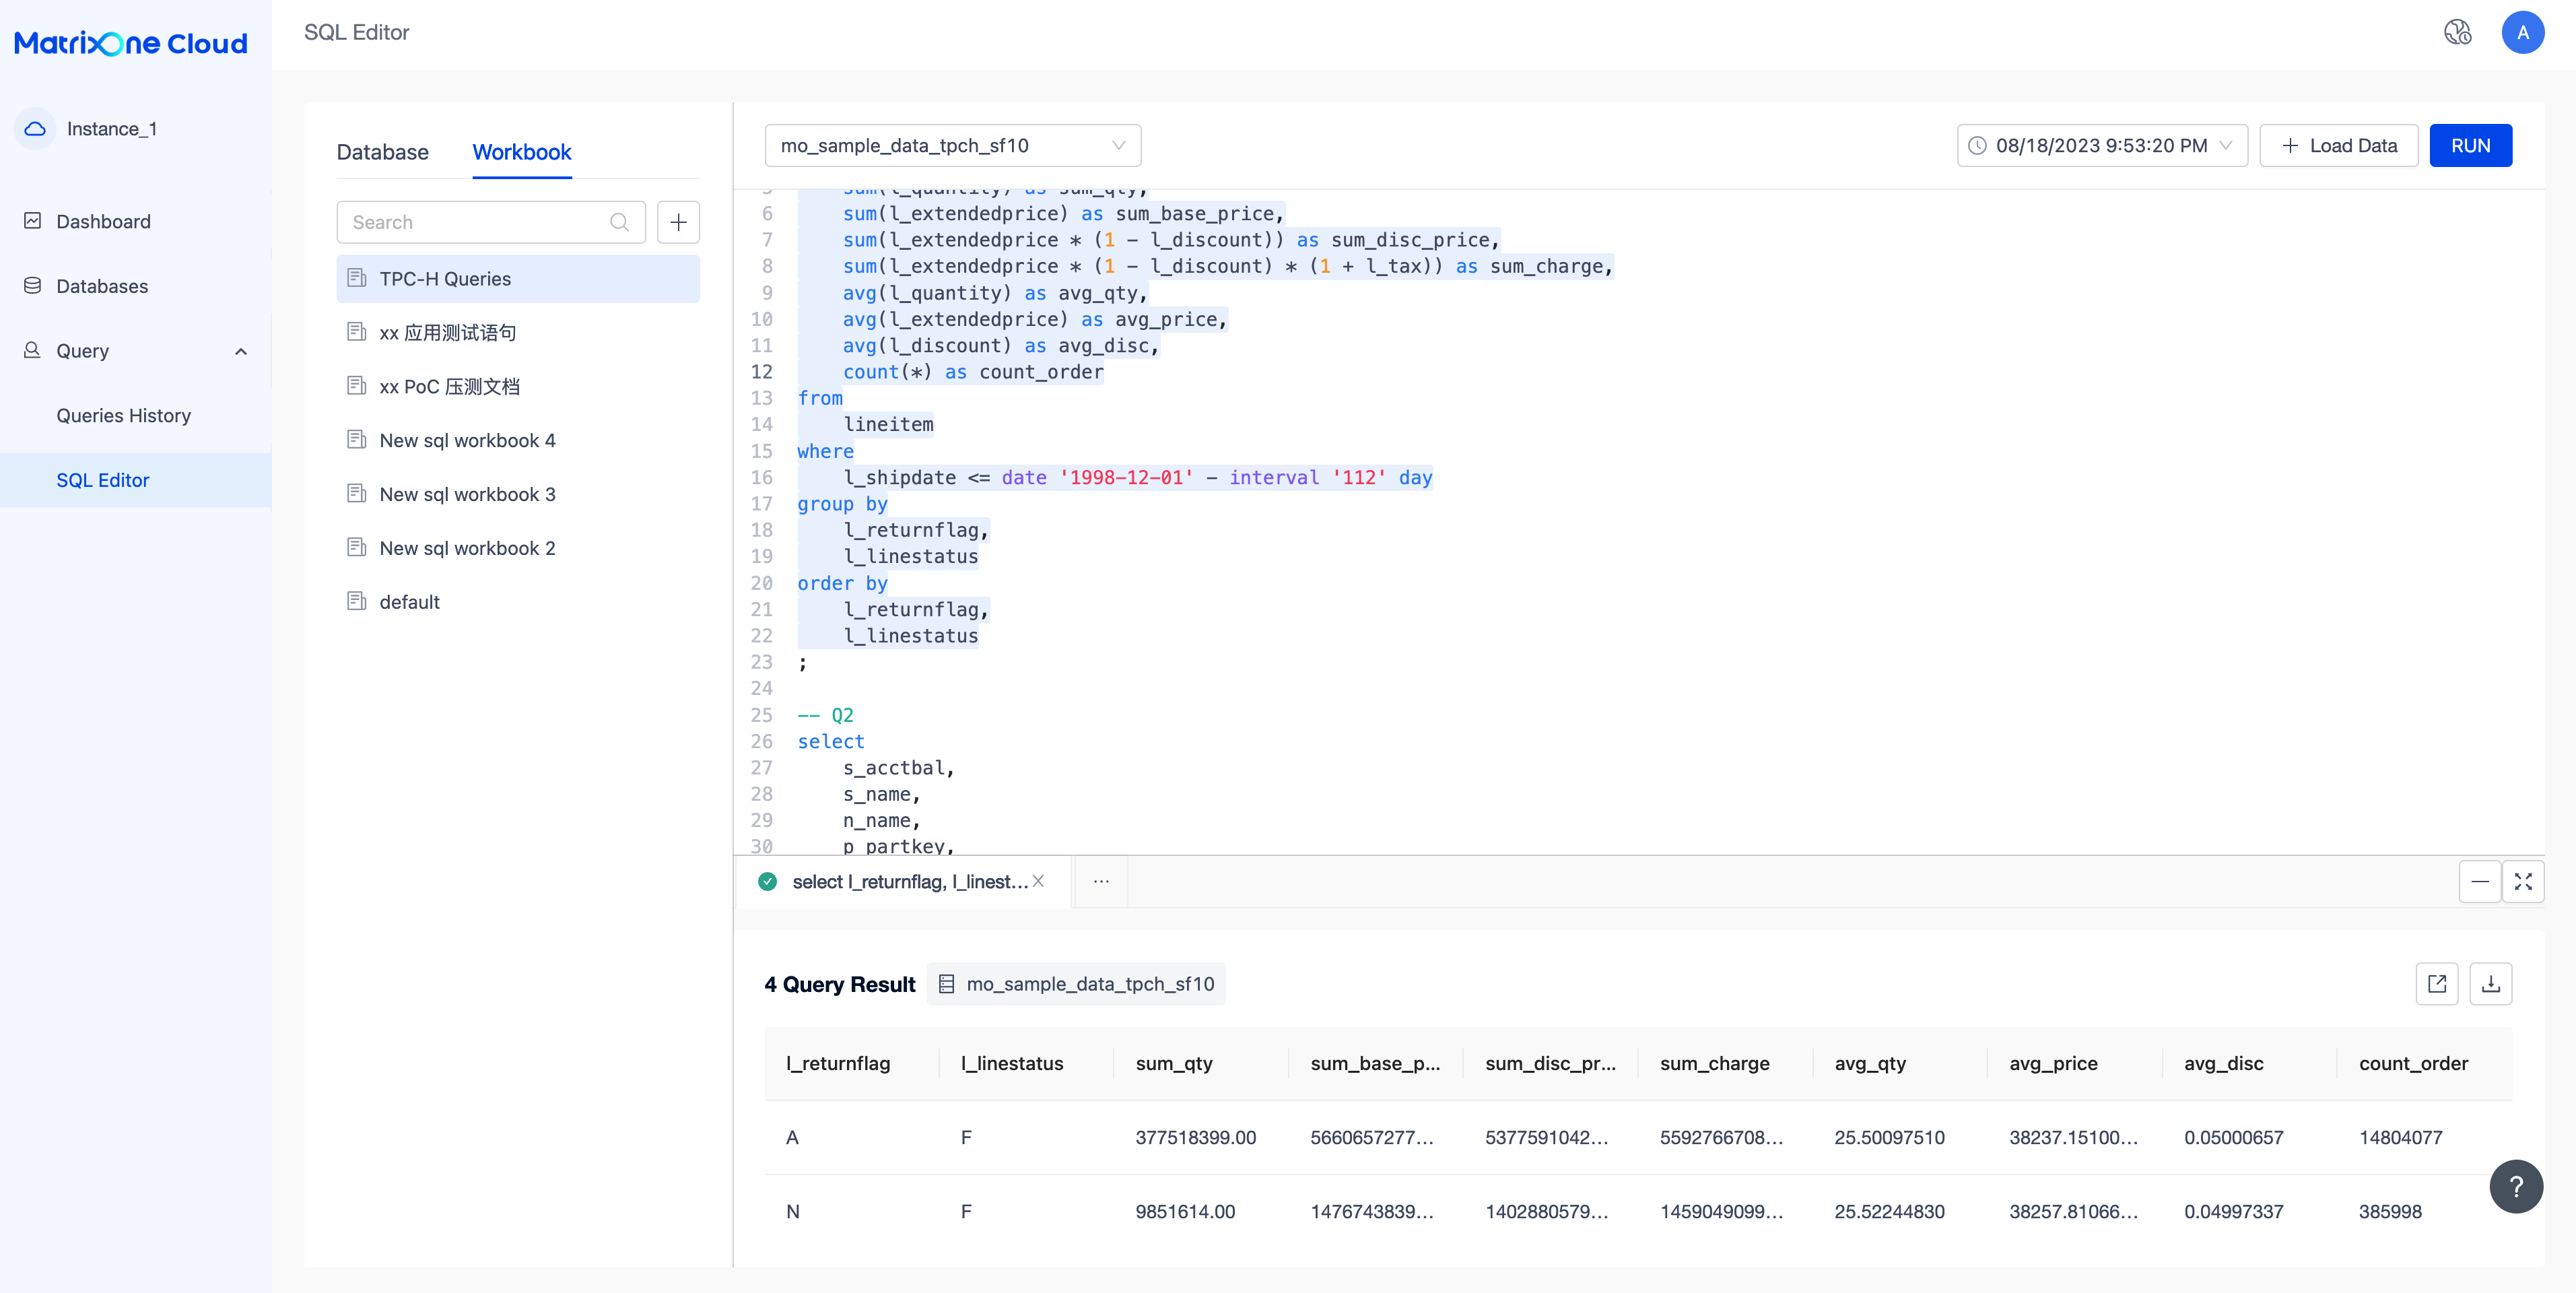 MatrixOne Cloud
SQL Editor
A
Instance_1
Dashboard
Databases
Query
Queries History
SQL Editor
Database
Workbook
Search
TPC-H Queries
xx 应用测试语句
xx PoC 压测文档
New sql workbook 4
New sql workbook 3
New sql workbook 2
default
mo_sample_data_tpch_sf10
08/18/2023 9:53:20 PM
Load Data
RUN
5 sum(l_quantity) as sum_qty,
6 sum(l_extendedprice) as sum_base_price,
7 sum(l_extendedprice * (1 - l_discount)) as sum_disc_price,
8 sum(l_extendedprice * (1 - l_discount) * (1 + l_tax)) as sum_charge,
9 avg(l_quantity) as avg_qty,
10 avg(l_extendedprice) as avg_price,
11 avg(l_discount) as avg_disc,
12 count(*) as count_order
13 from
14 lineitem
15 where
16 l_shipdate <= date '1998-12-01' - interval '112' day
17 group by
18 l_returnflag,
19 l_linestatus
20 order by
21 l_returnflag,
22 l_linestatus
23 ;
24
25 -- Q2
26 select
27 s_acctbal,
28 s_name,
29 n_name,
30 p_partkey,
select l_returnflag, l_linest...
4 Query Result
mo_sample_data_tpch_sf10
l_returnflag l_linestatus sum_qty sum_base_p... sum_disc_pr... sum_charge avg_qty avg_price avg_disc count_order
A F 377518399.00 5660657277... 5377591042... 5592766708... 25.50097510 38237.15100... 0.05000657 14804077
N F 9851614.00 1476743839... 1402880579... 1459049099... 25.52244830 38257.81066... 0.04997337 385998
?